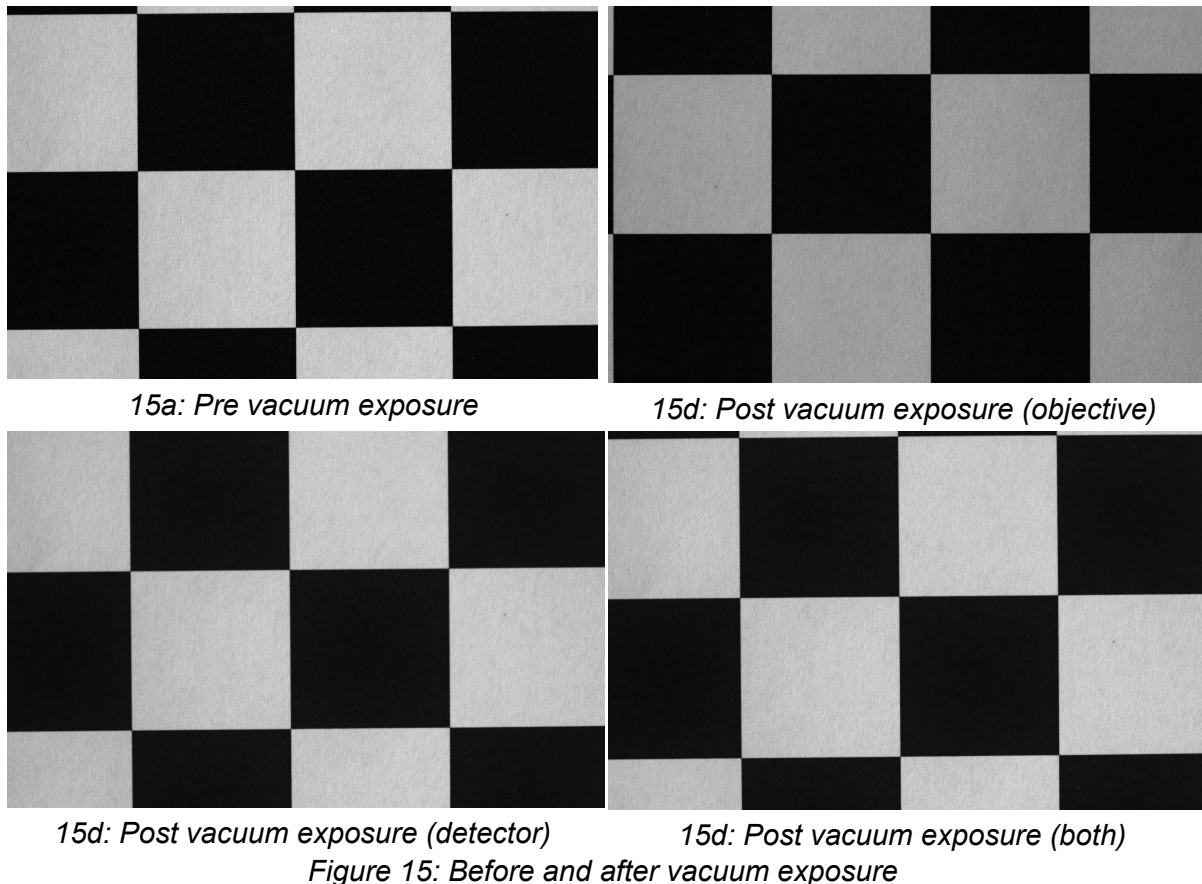 15a: Pre vacuum exposure
15d: Post vacuum exposure (objective)
15d: Post vacuum exposure (detector)
15d: Post vacuum exposure (both)
Figure 15: Before and after vacuum exposure